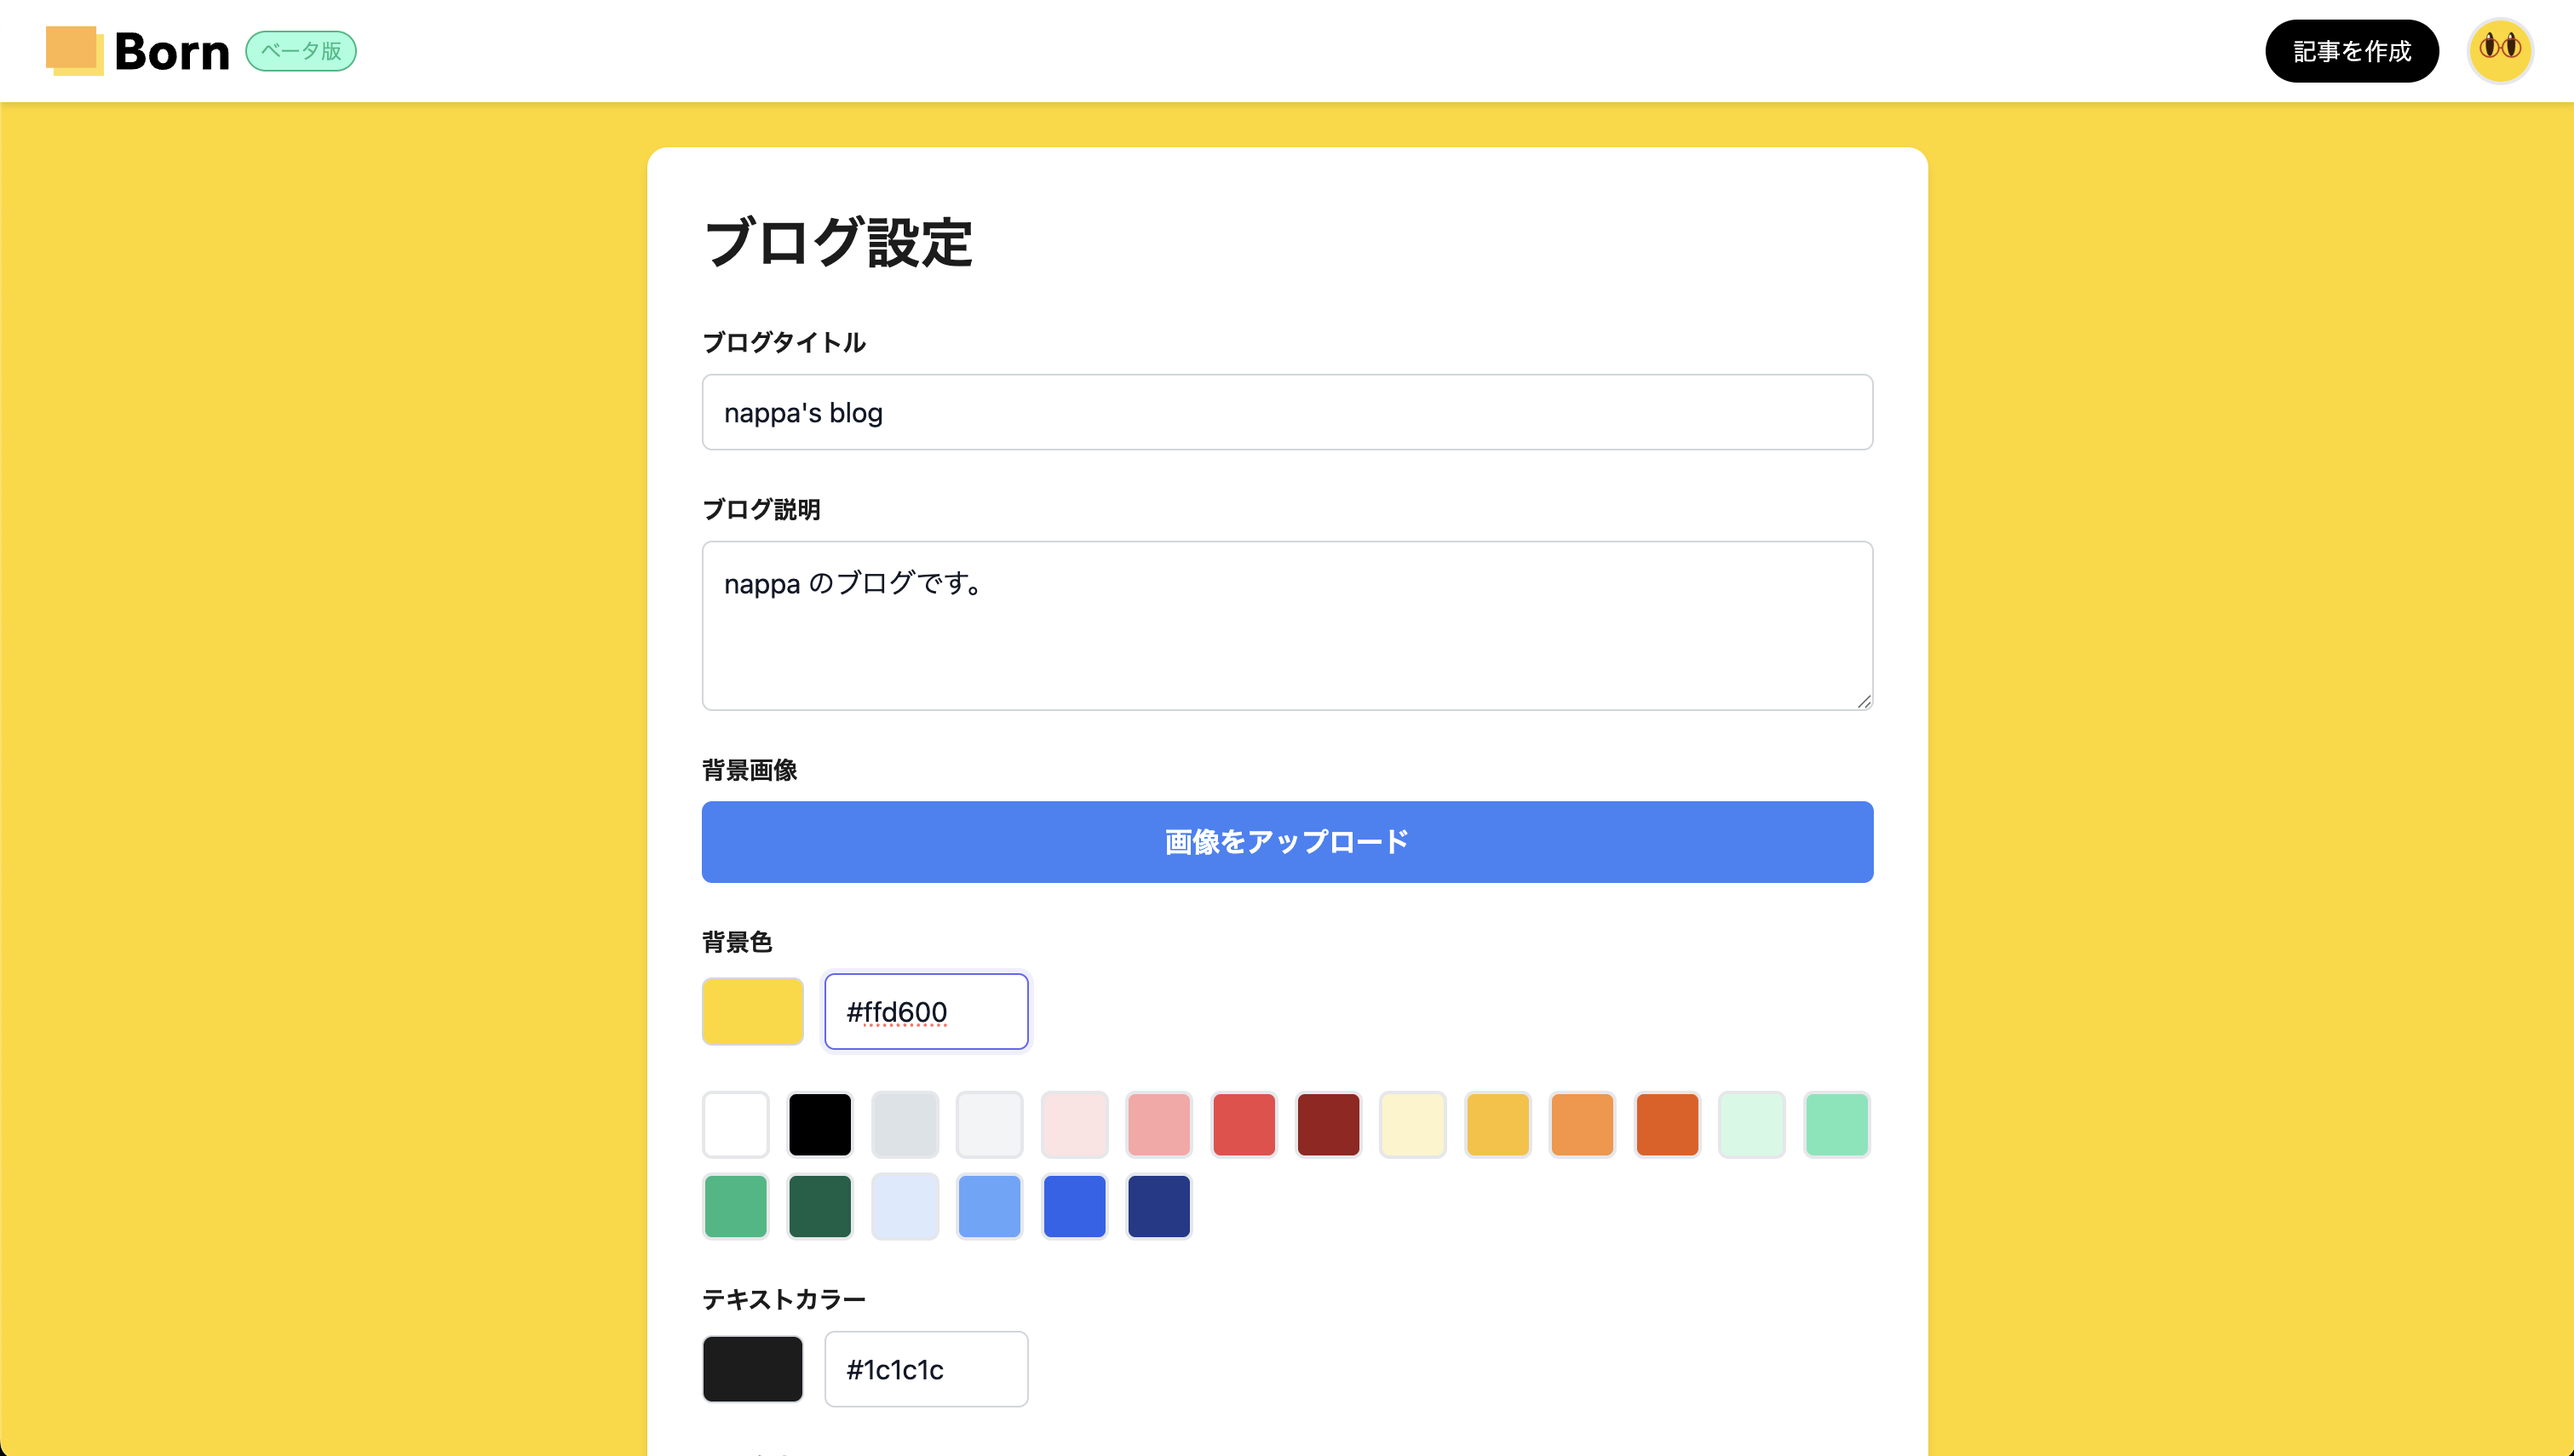 Born
ベータ版
記事を作成
ブログ設定
ブログタイトル
nappa's blog
ブログ説明
nappa のブログです。
背景画像
画像をアップロード
背景色
#ffd600
テキストカラー
#1c1c1c